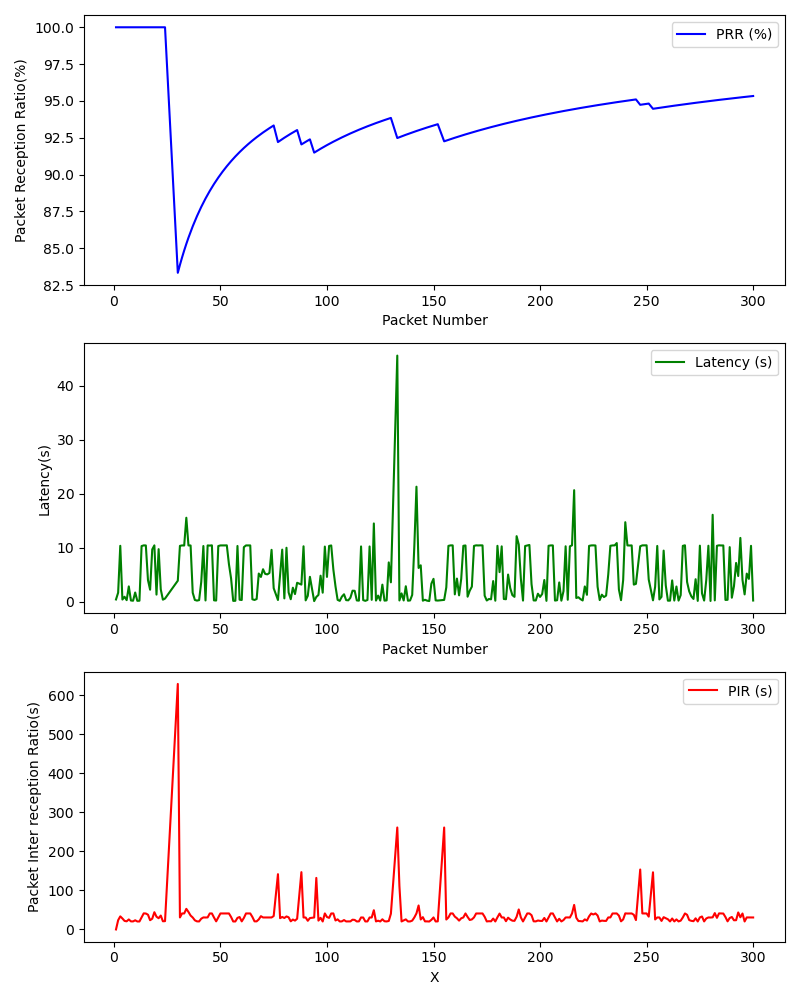 100.0
97.5
95.0
92.5
90.0
87.5
85.0
82.5
Packet Reception Ratio(%)
PRR (%)
0 50 100 150 200 250 300
Packet Number
40
30
20
10
0
Latency(s)
Latency (s)
0 50 100 150 200 250 300
Packet Number
600
500
400
300
200
100
0
Packet Inter reception Ratio(s)
PIR (s)
0 50 100 150 200 250 300
X